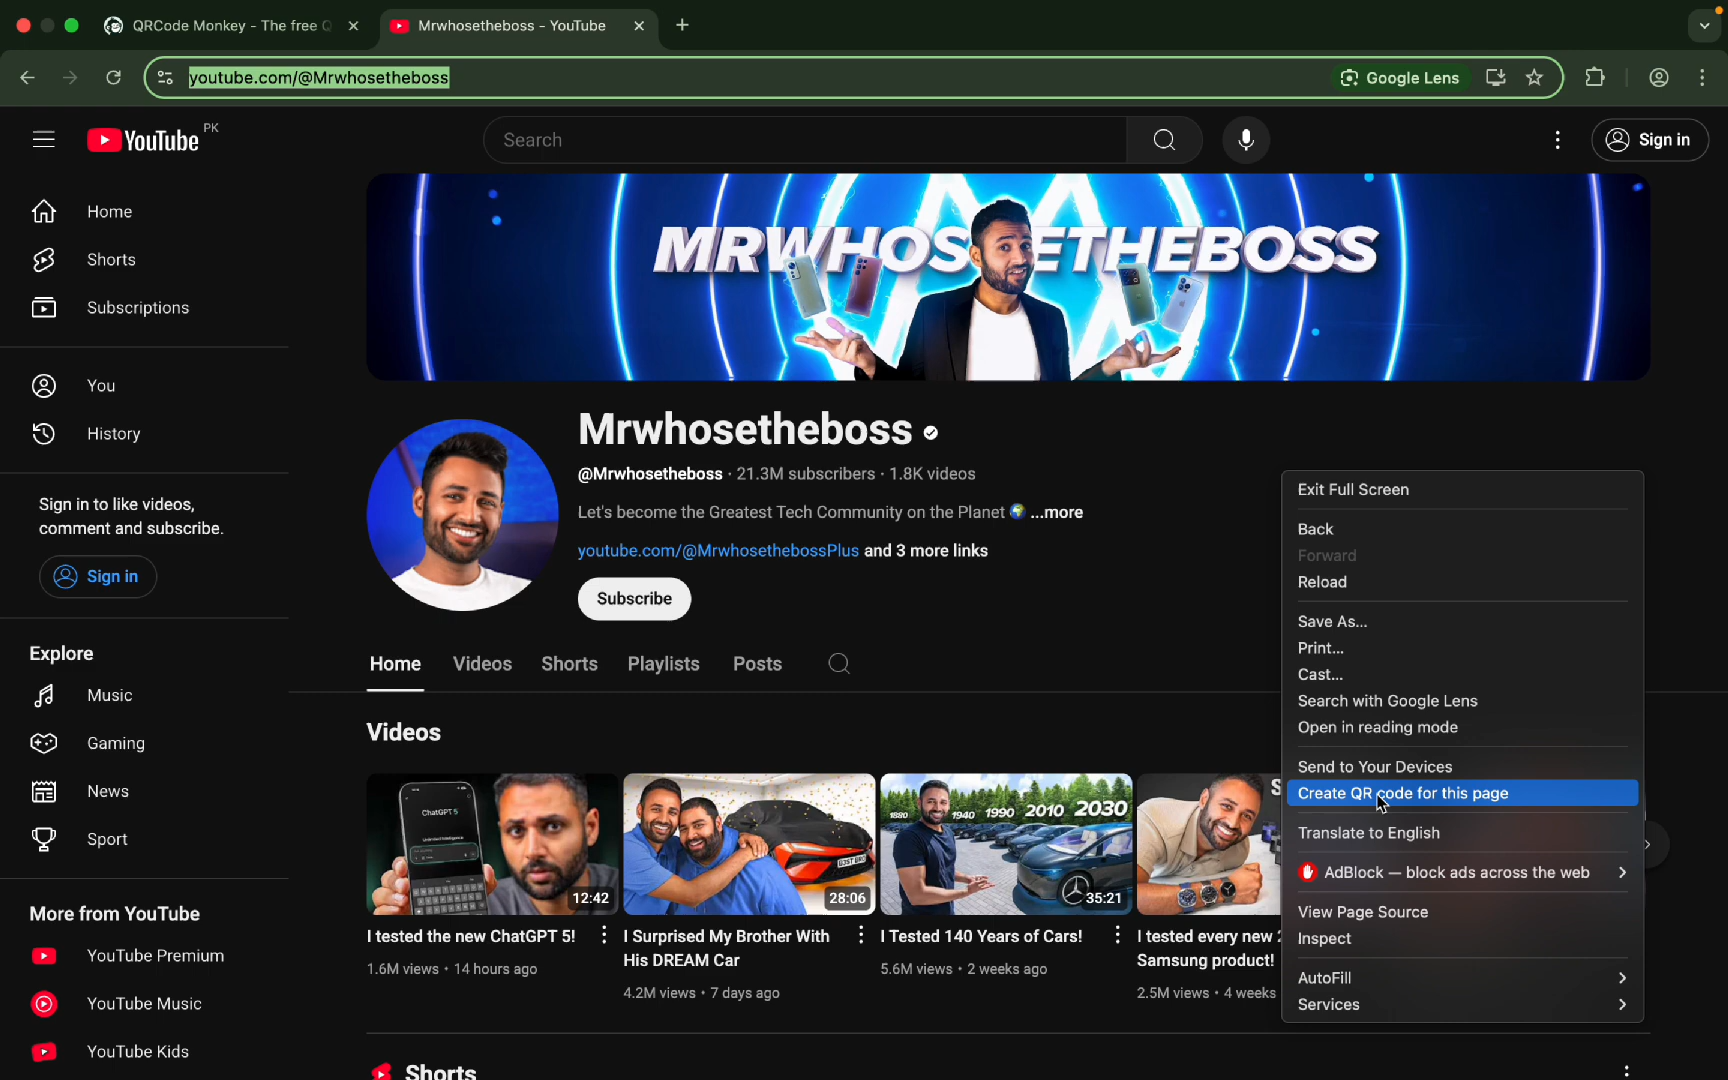 QRCode Monkey - The free Q
Mrwhosetheboss - YouTube
youtube.com/@Mrwhosetheboss
Google Lens
YouTube PK
Search
Sign in
Home
Shorts
Subscriptions
You
History
Sign in to like videos,
comment and subscribe.
Sign in
Explore
Music
Gaming
News
Sport
More from YouTube
YouTube Premium
YouTube Music
YouTube Kids
MRWHOSETHEBOSS
Mrwhosetheboss
@Mrwhosetheboss · 21.3M subscribers · 1.8K videos
Let's become the Greatest Tech Community on the Planet 🌍 ...more
youtube.com/@MrwhosethebossPlus and 3 more links
Subscribe
Home
Videos
Shorts
Playlists
Posts
Videos
ChatGPT 5
12:42
I tested the new ChatGPT 5!
1.6M views · 14 hours ago
28:06
I Surprised My Brother With
His DREAM Car
4.2M views · 7 days ago
1880 1940 1990 2010 2030
35:21
I Tested 140 Years of Cars!
5.6M views · 2 weeks ago
I tested every new 2
Samsung product!
2.5M views · 4 weeks
Shorts
Exit Full Screen
Back
Forward
Reload
Save As...
Print...
Cast...
Search with Google Lens
Open in reading mode
Send to Your Devices
Create QR code for this page
Translate to English
AdBlock — block ads across the web
View Page Source
Inspect
AutoFill
Services